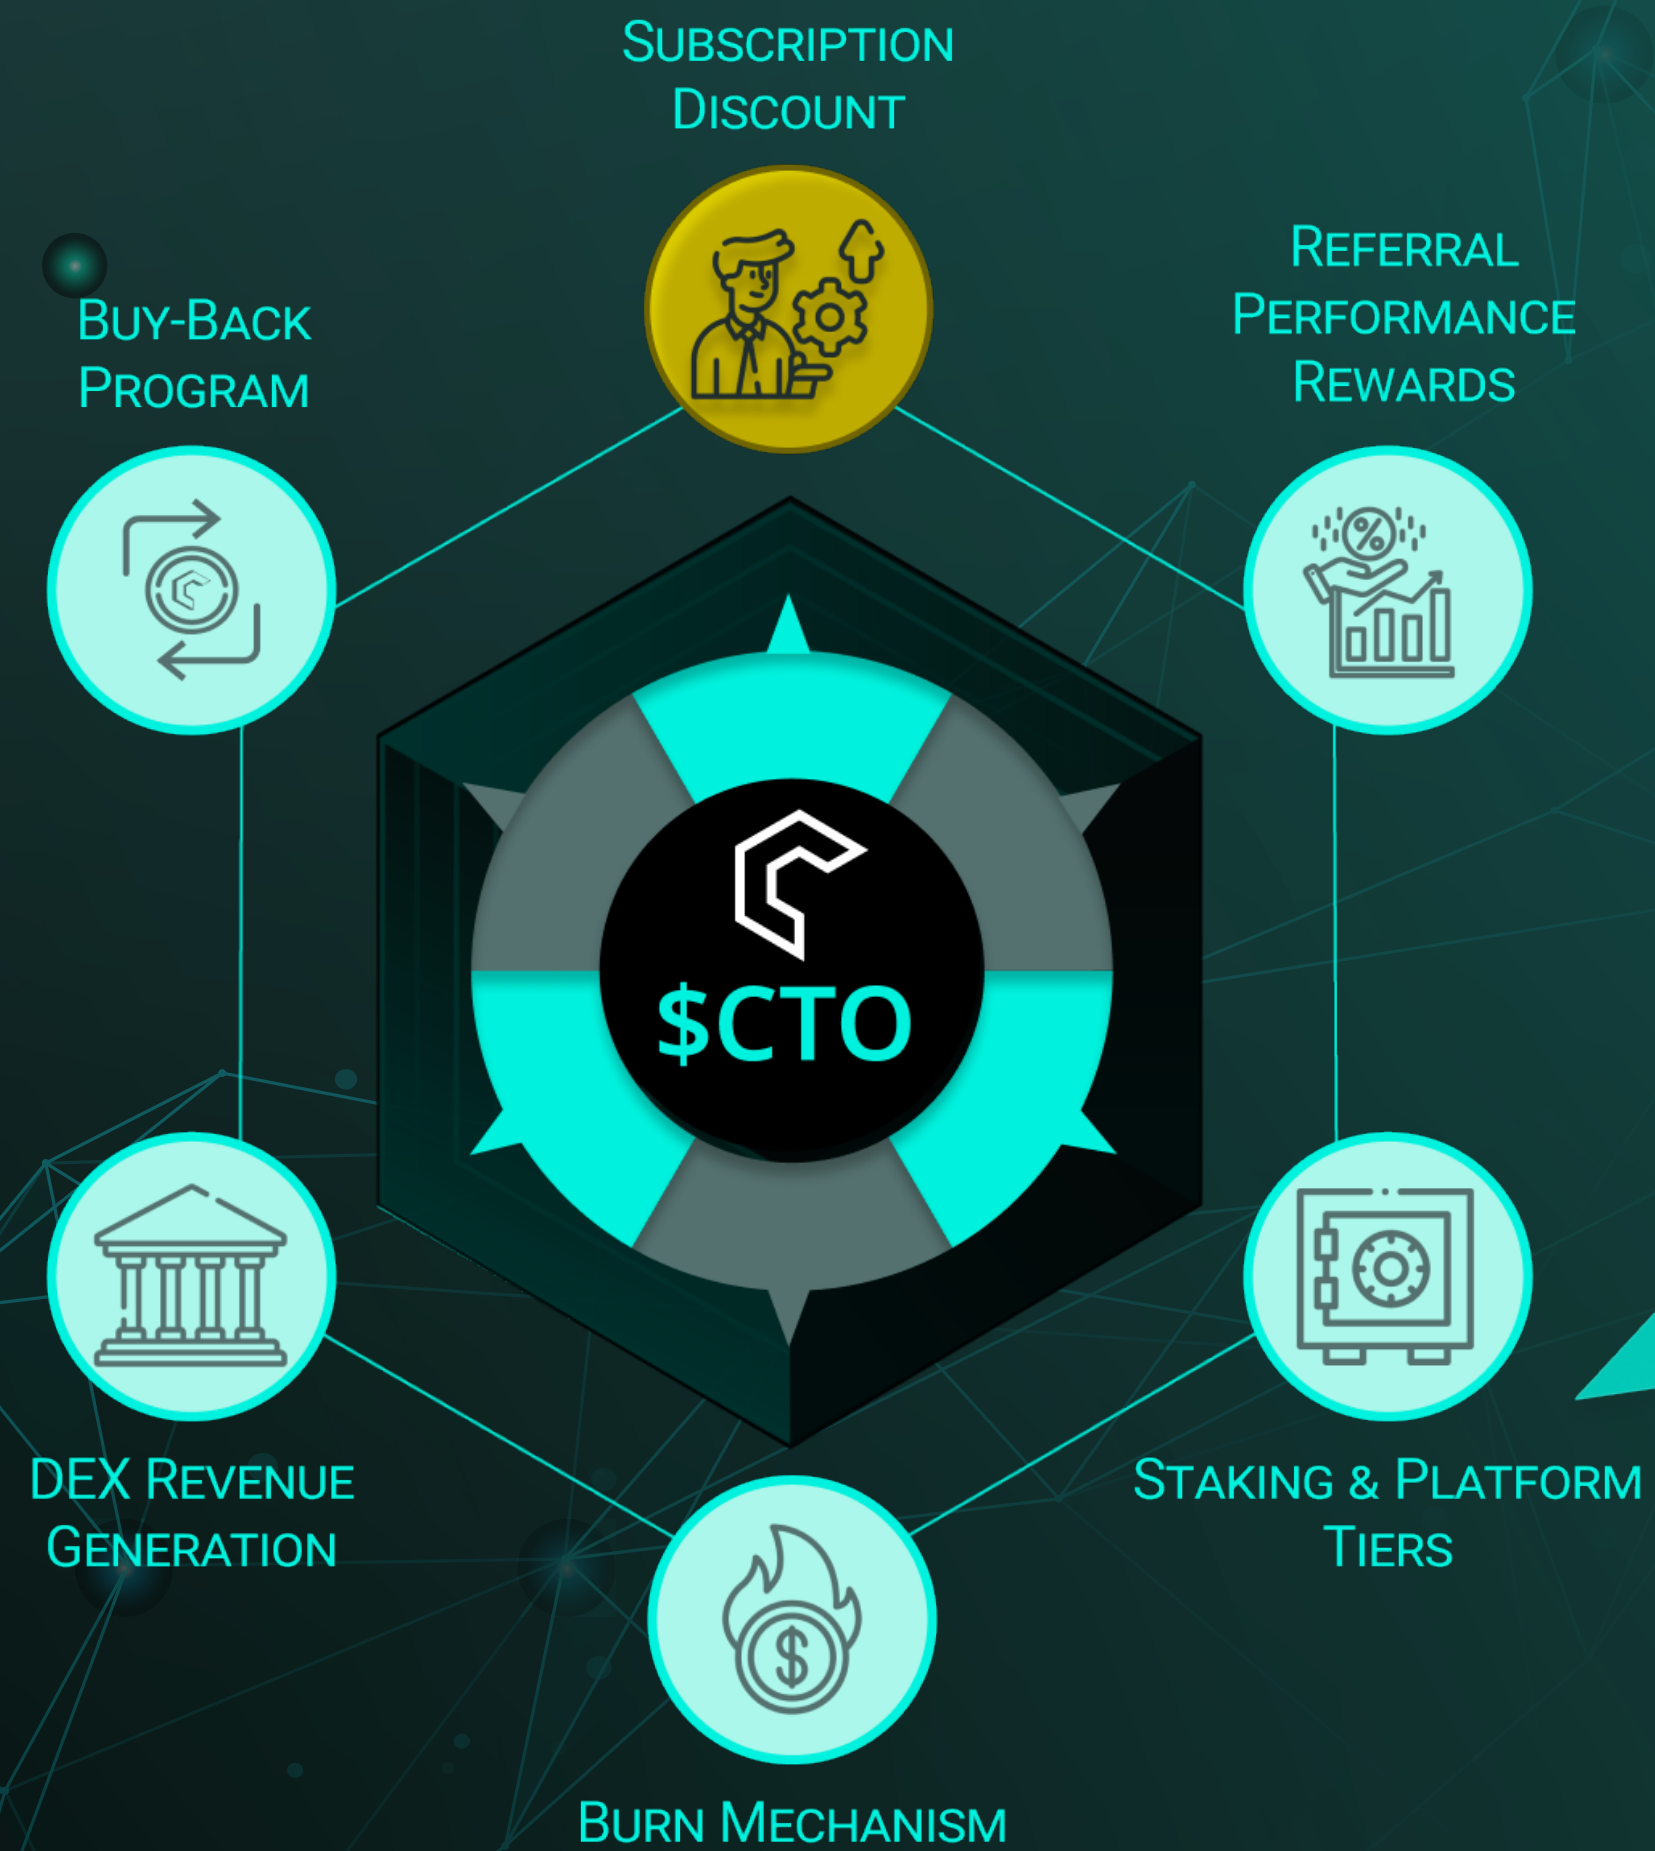 SUBSCRIPTION
DISCOUNT
REFERRAL
PERFORMANCE
REWARDS
BUY-BACK
PROGRAM
$CTO
DEX REVENUE
GENERATION
STAKING & PLATFORM
TIERS
BURN MECHANISM